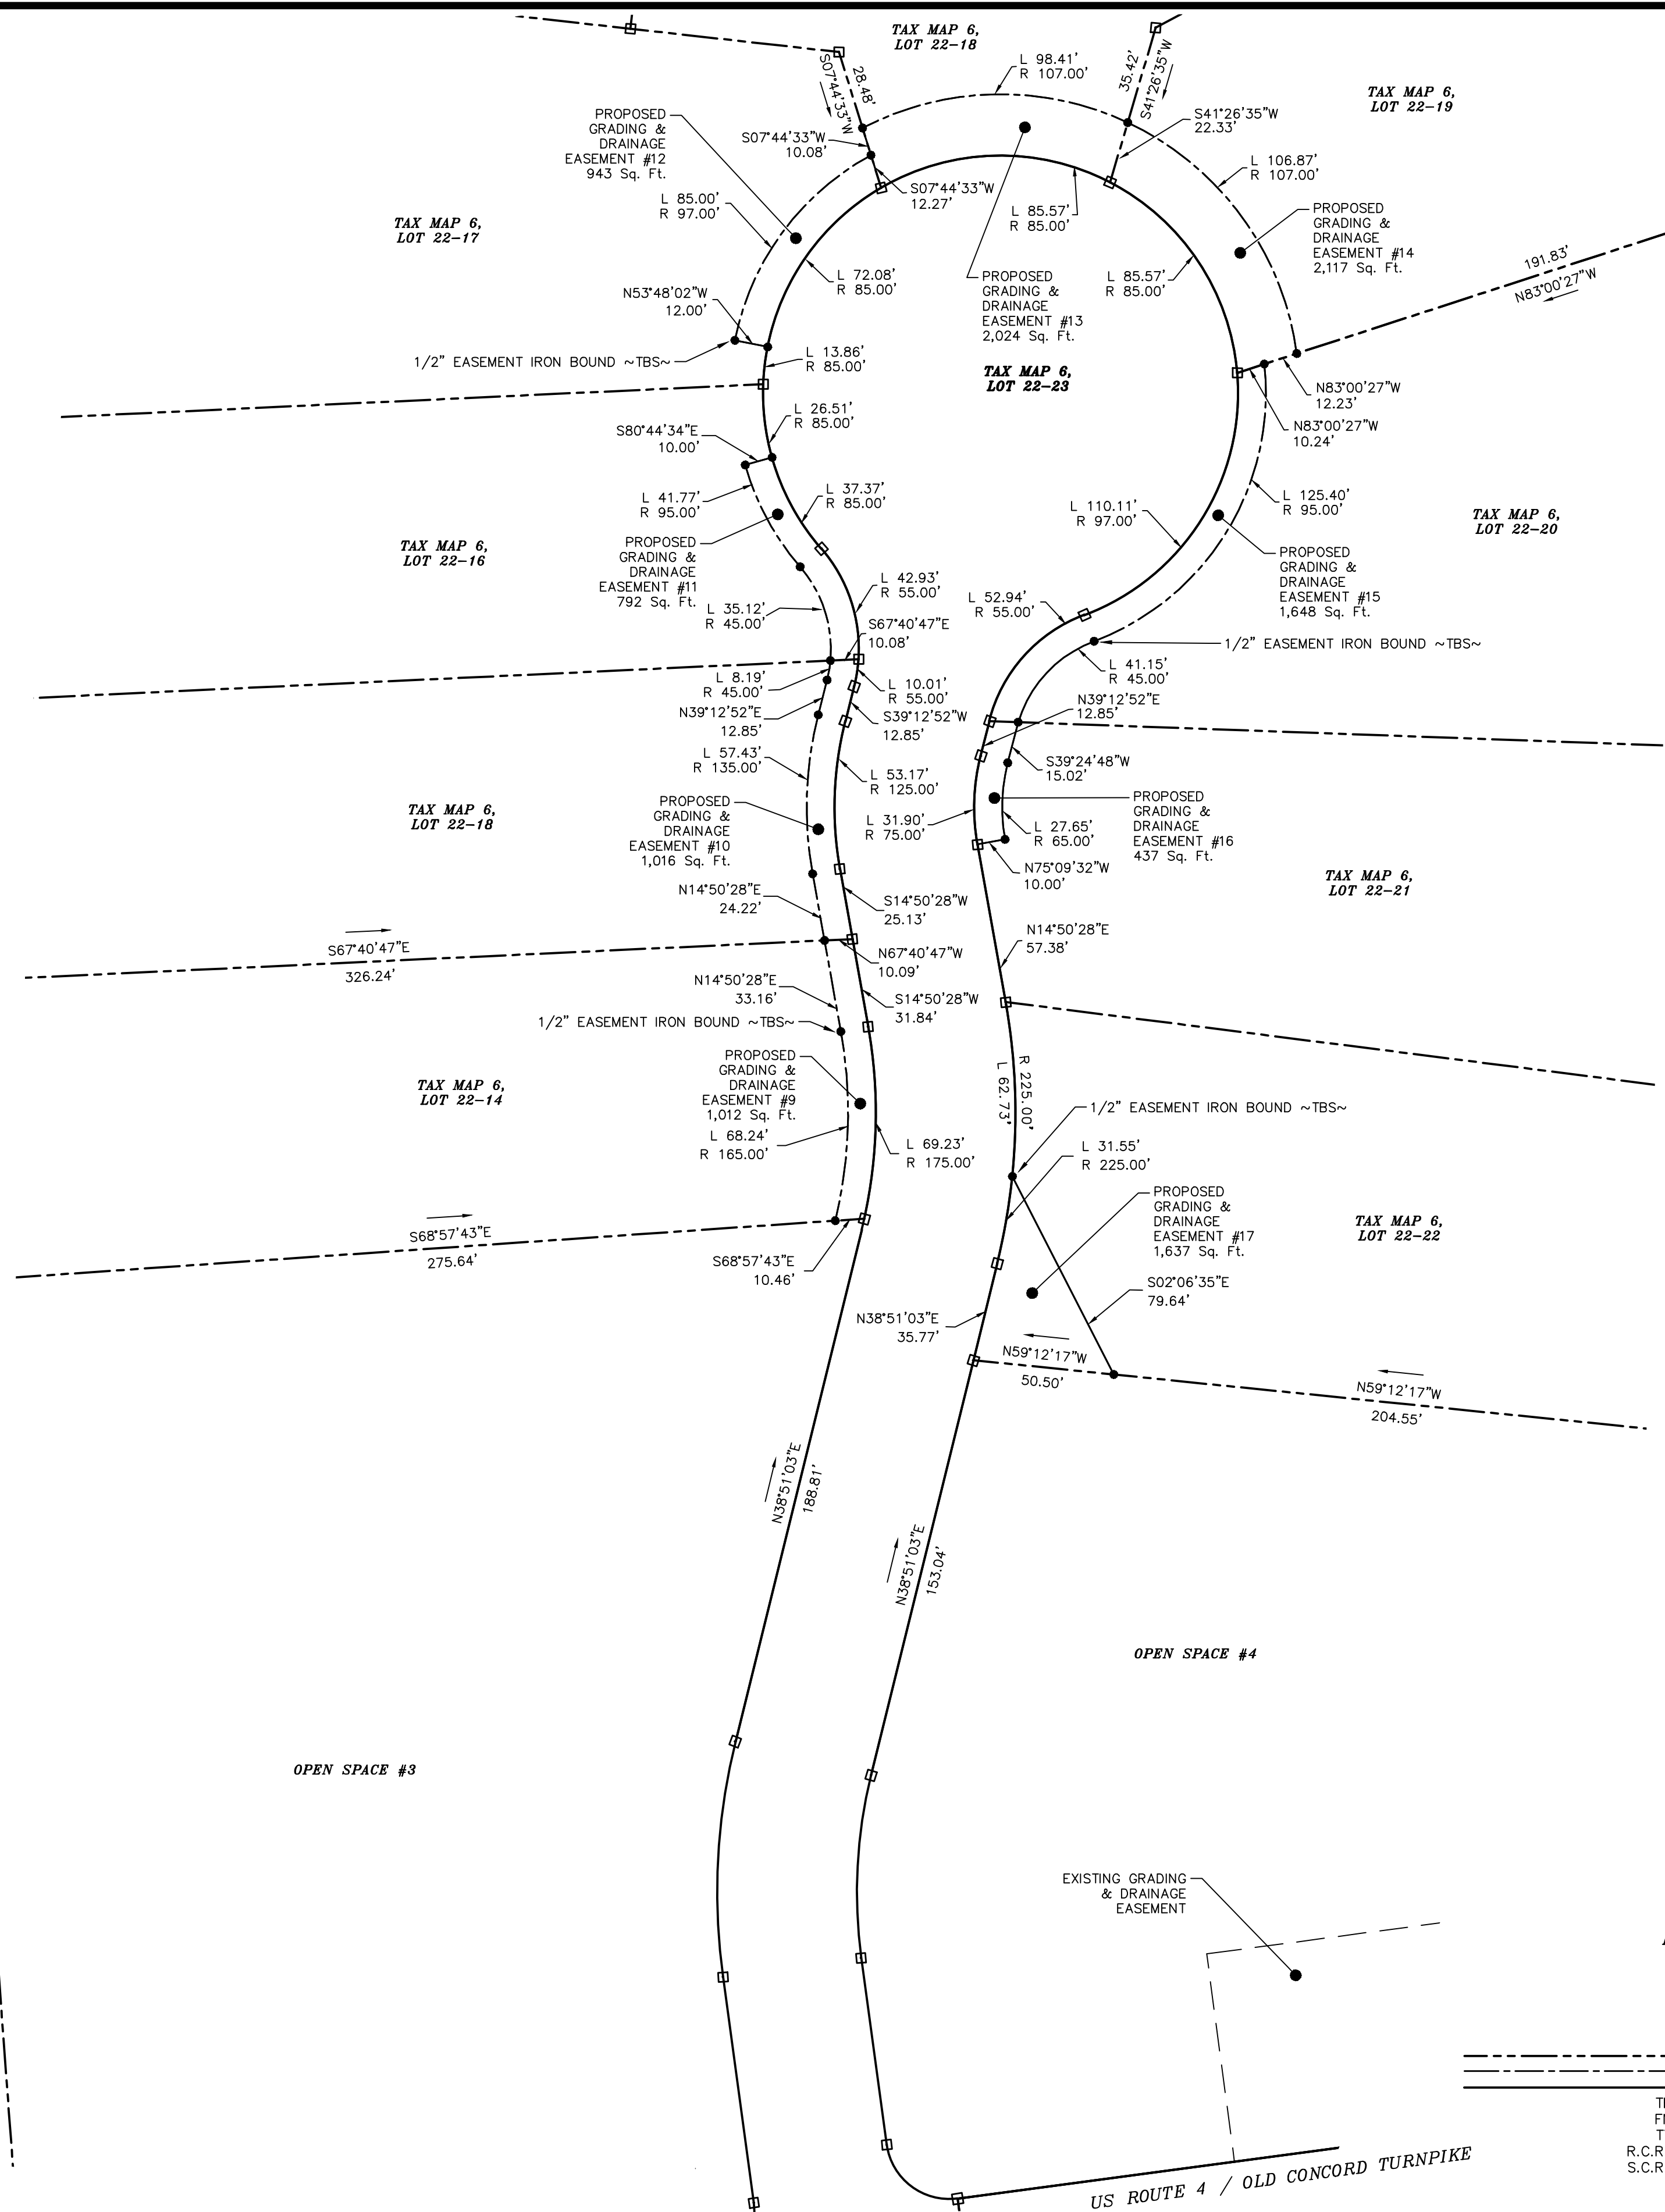 TAX MAP 6,
LOT 22-18
L 98.41'
R 107.00'
35.42'
S41°26'35"W
28.48'
S07°44'33"W
TAX MAP 6,
LOT 22-19
PROPOSED
GRADING &
DRAINAGE
EASEMENT #12
943 Sq. Ft.
S07°44'33"W
10.08'
S41°26'35"W
22.33'
L 106.87'
R 107.00'
S07°44'33"W
12.27'
L 85.00'
R 97.00'
L 85.57'
R 85.00'
PROPOSED
GRADING &
DRAINAGE
EASEMENT #14
2,117 Sq. Ft.
TAX MAP 6,
LOT 22-17
191.83'
N83°00'27"W
L 72.08'
R 85.00'
L 85.57'
R 85.00'
PROPOSED
GRADING &
DRAINAGE
EASEMENT #13
2,024 Sq. Ft.
N53°48'02"W
12.00'
1/2" EASEMENT IRON BOUND ~TBS~
L 13.86'
R 85.00'
TAX MAP 6,
LOT 22-23
N83°00'27"W
12.23'
N83°00'27"W
10.24'
L 26.51'
R 85.00'
S80°44'34"E
10.00'
L 41.77'
R 95.00'
L 37.37'
R 85.00'
L 110.11'
R 97.00'
L 125.40'
R 95.00'
TAX MAP 6,
LOT 22-20
TAX MAP 6,
LOT 22-16
PROPOSED
GRADING &
DRAINAGE
EASEMENT #11
792 Sq. Ft.
PROPOSED
GRADING &
DRAINAGE
EASEMENT #15
1,648 Sq. Ft.
L 42.93'
R 55.00'
L 52.94'
R 55.00'
L 35.12'
R 45.00'
S67°40'47"E
10.08'
1/2" EASEMENT IRON BOUND ~TBS~
L 41.15'
R 45.00'
L 8.19'
R 45.00'
L 10.01'
R 55.00'
N39°12'52"E
12.85'
N39°12'52"E
12.85'
S39°12'52"W
12.85'
L 57.43'
R 135.00'
L 53.17'
R 125.00'
S39°24'48"W
15.02'
PROPOSED
GRADING &
DRAINAGE
EASEMENT #10
1,016 Sq. Ft.
TAX MAP 6,
LOT 22-18
L 31.90'
R 75.00'
L 27.65'
R 65.00'
PROPOSED
GRADING &
DRAINAGE
EASEMENT #16
437 Sq. Ft.
N75°09'32"W
10.00'
TAX MAP 6,
LOT 22-21
N14°50'28"E
24.22'
S14°50'28"W
25.13'
S67°40'47"E
326.24'
N67°40'47"W
10.09'
N14°50'28"E
57.38'
N14°50'28"E
33.16'
S14°50'28"W
31.84'
1/2" EASEMENT IRON BOUND ~TBS~
PROPOSED
GRADING &
DRAINAGE
EASEMENT #9
1,012 Sq. Ft.
TAX MAP 6,
LOT 22-14
R 225.00'
L 62.73'
1/2" EASEMENT IRON BOUND ~TBS~
L 68.24'
R 165.00'
L 69.23'
R 175.00'
L 31.55'
R 225.00'
PROPOSED
GRADING &
DRAINAGE
EASEMENT #17
1,637 Sq. Ft.
TAX MAP 6,
LOT 22-22
S68°57'43"E
275.64'
S68°57'43"E
10.46'
S02°06'35"E
79.64'
N38°51'03"E
35.77'
N59°12'17"W
50.50'
N59°12'17"W
204.55'
N38°51'03"E
188.81'
N38°51'03"E
153.04'
OPEN SPACE #4
OPEN SPACE #3
EXISTING GRADING
& DRAINAGE
EASEMENT
R.C.R
S.C.R
US ROUTE 4 / OLD CONCORD TURNPIKE